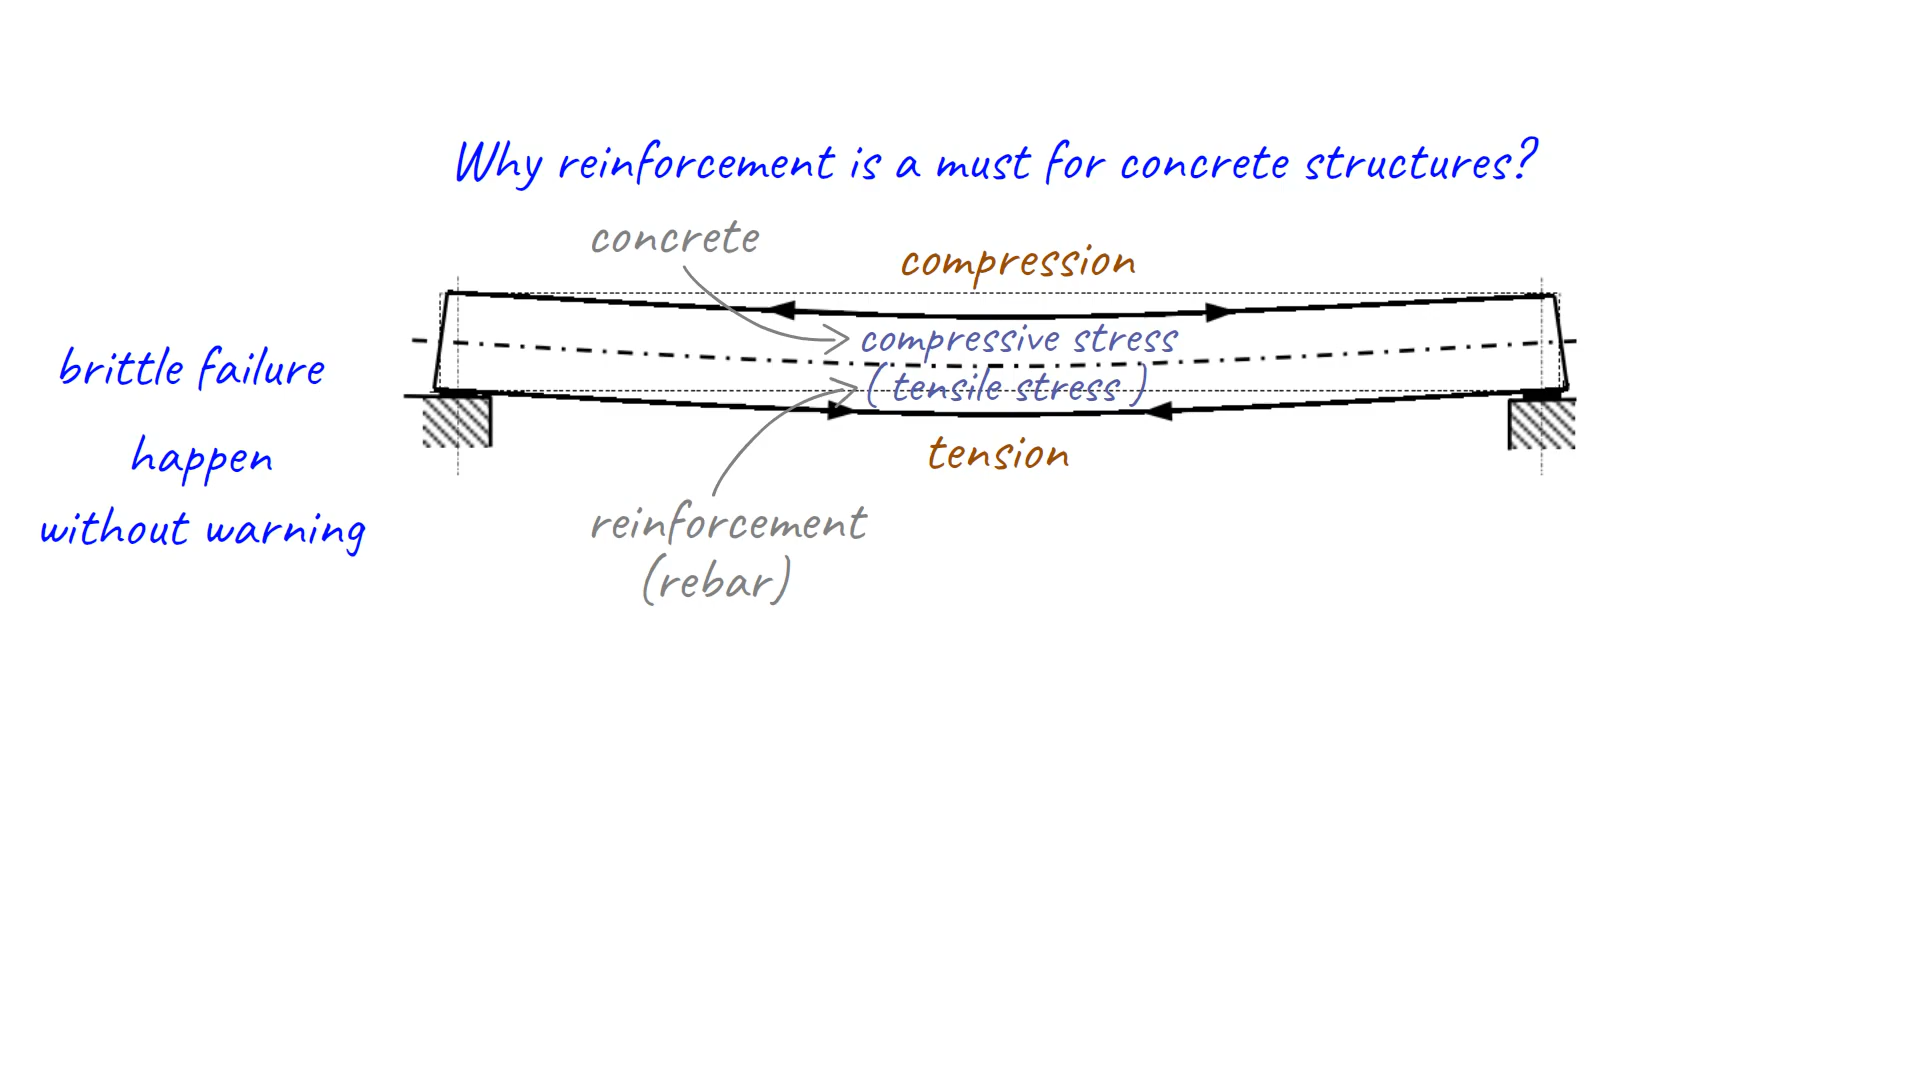 Why reinforcement is a must for concrete structures?
concrete
compression
compressive stress
brittle failure
( tensile stress )
happen
tension
without warning
reinforcement
(rebar)